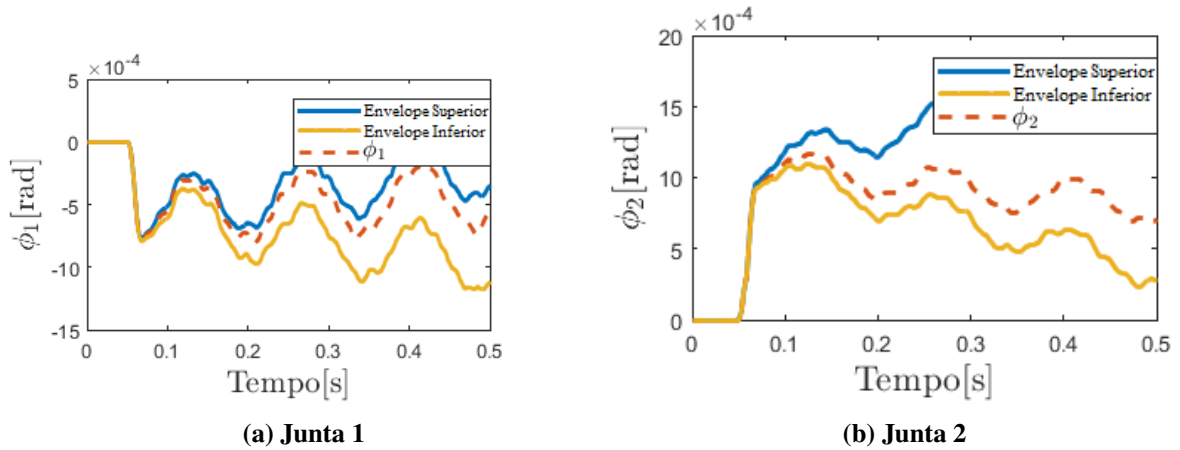 ×10⁻⁴
5
0
-5
-10
-15
ϕ₁[rad]
Envelope Superior
Envelope Inferior
ϕ₁
0 0.1 0.2 0.3 0.4 0.5
Tempo[s]
(a) Junta 1
×10⁻⁴
20
15
10
5
0
ϕ₂[rad]
Envelope Superior
Envelope Inferior
ϕ₂
0 0.1 0.2 0.3 0.4 0.5
Tempo[s]
(b) Junta 2